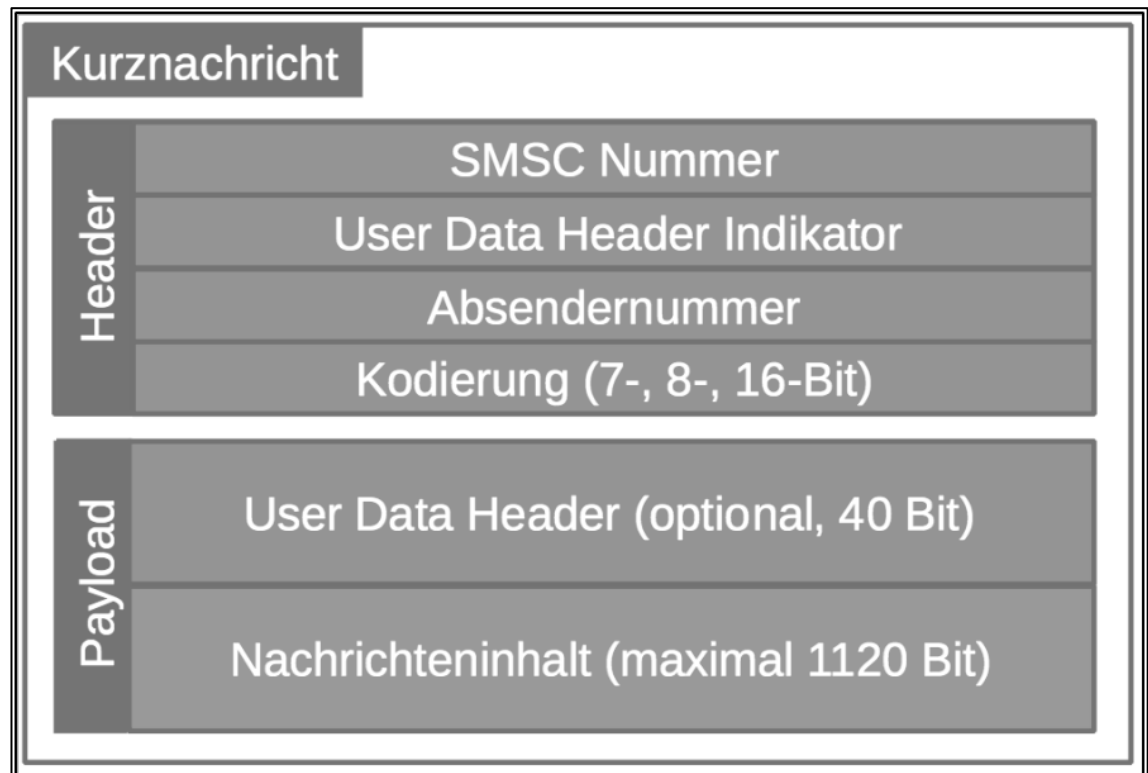 Kurznachricht
Header
SMSC Nummer
User Data Header Indikator
Absendernummer
Kodierung (7-, 8-, 16-Bit)
Payload
User Data Header (optional, 40 Bit)
Nachrichteninhalt (maximal 1120 Bit)